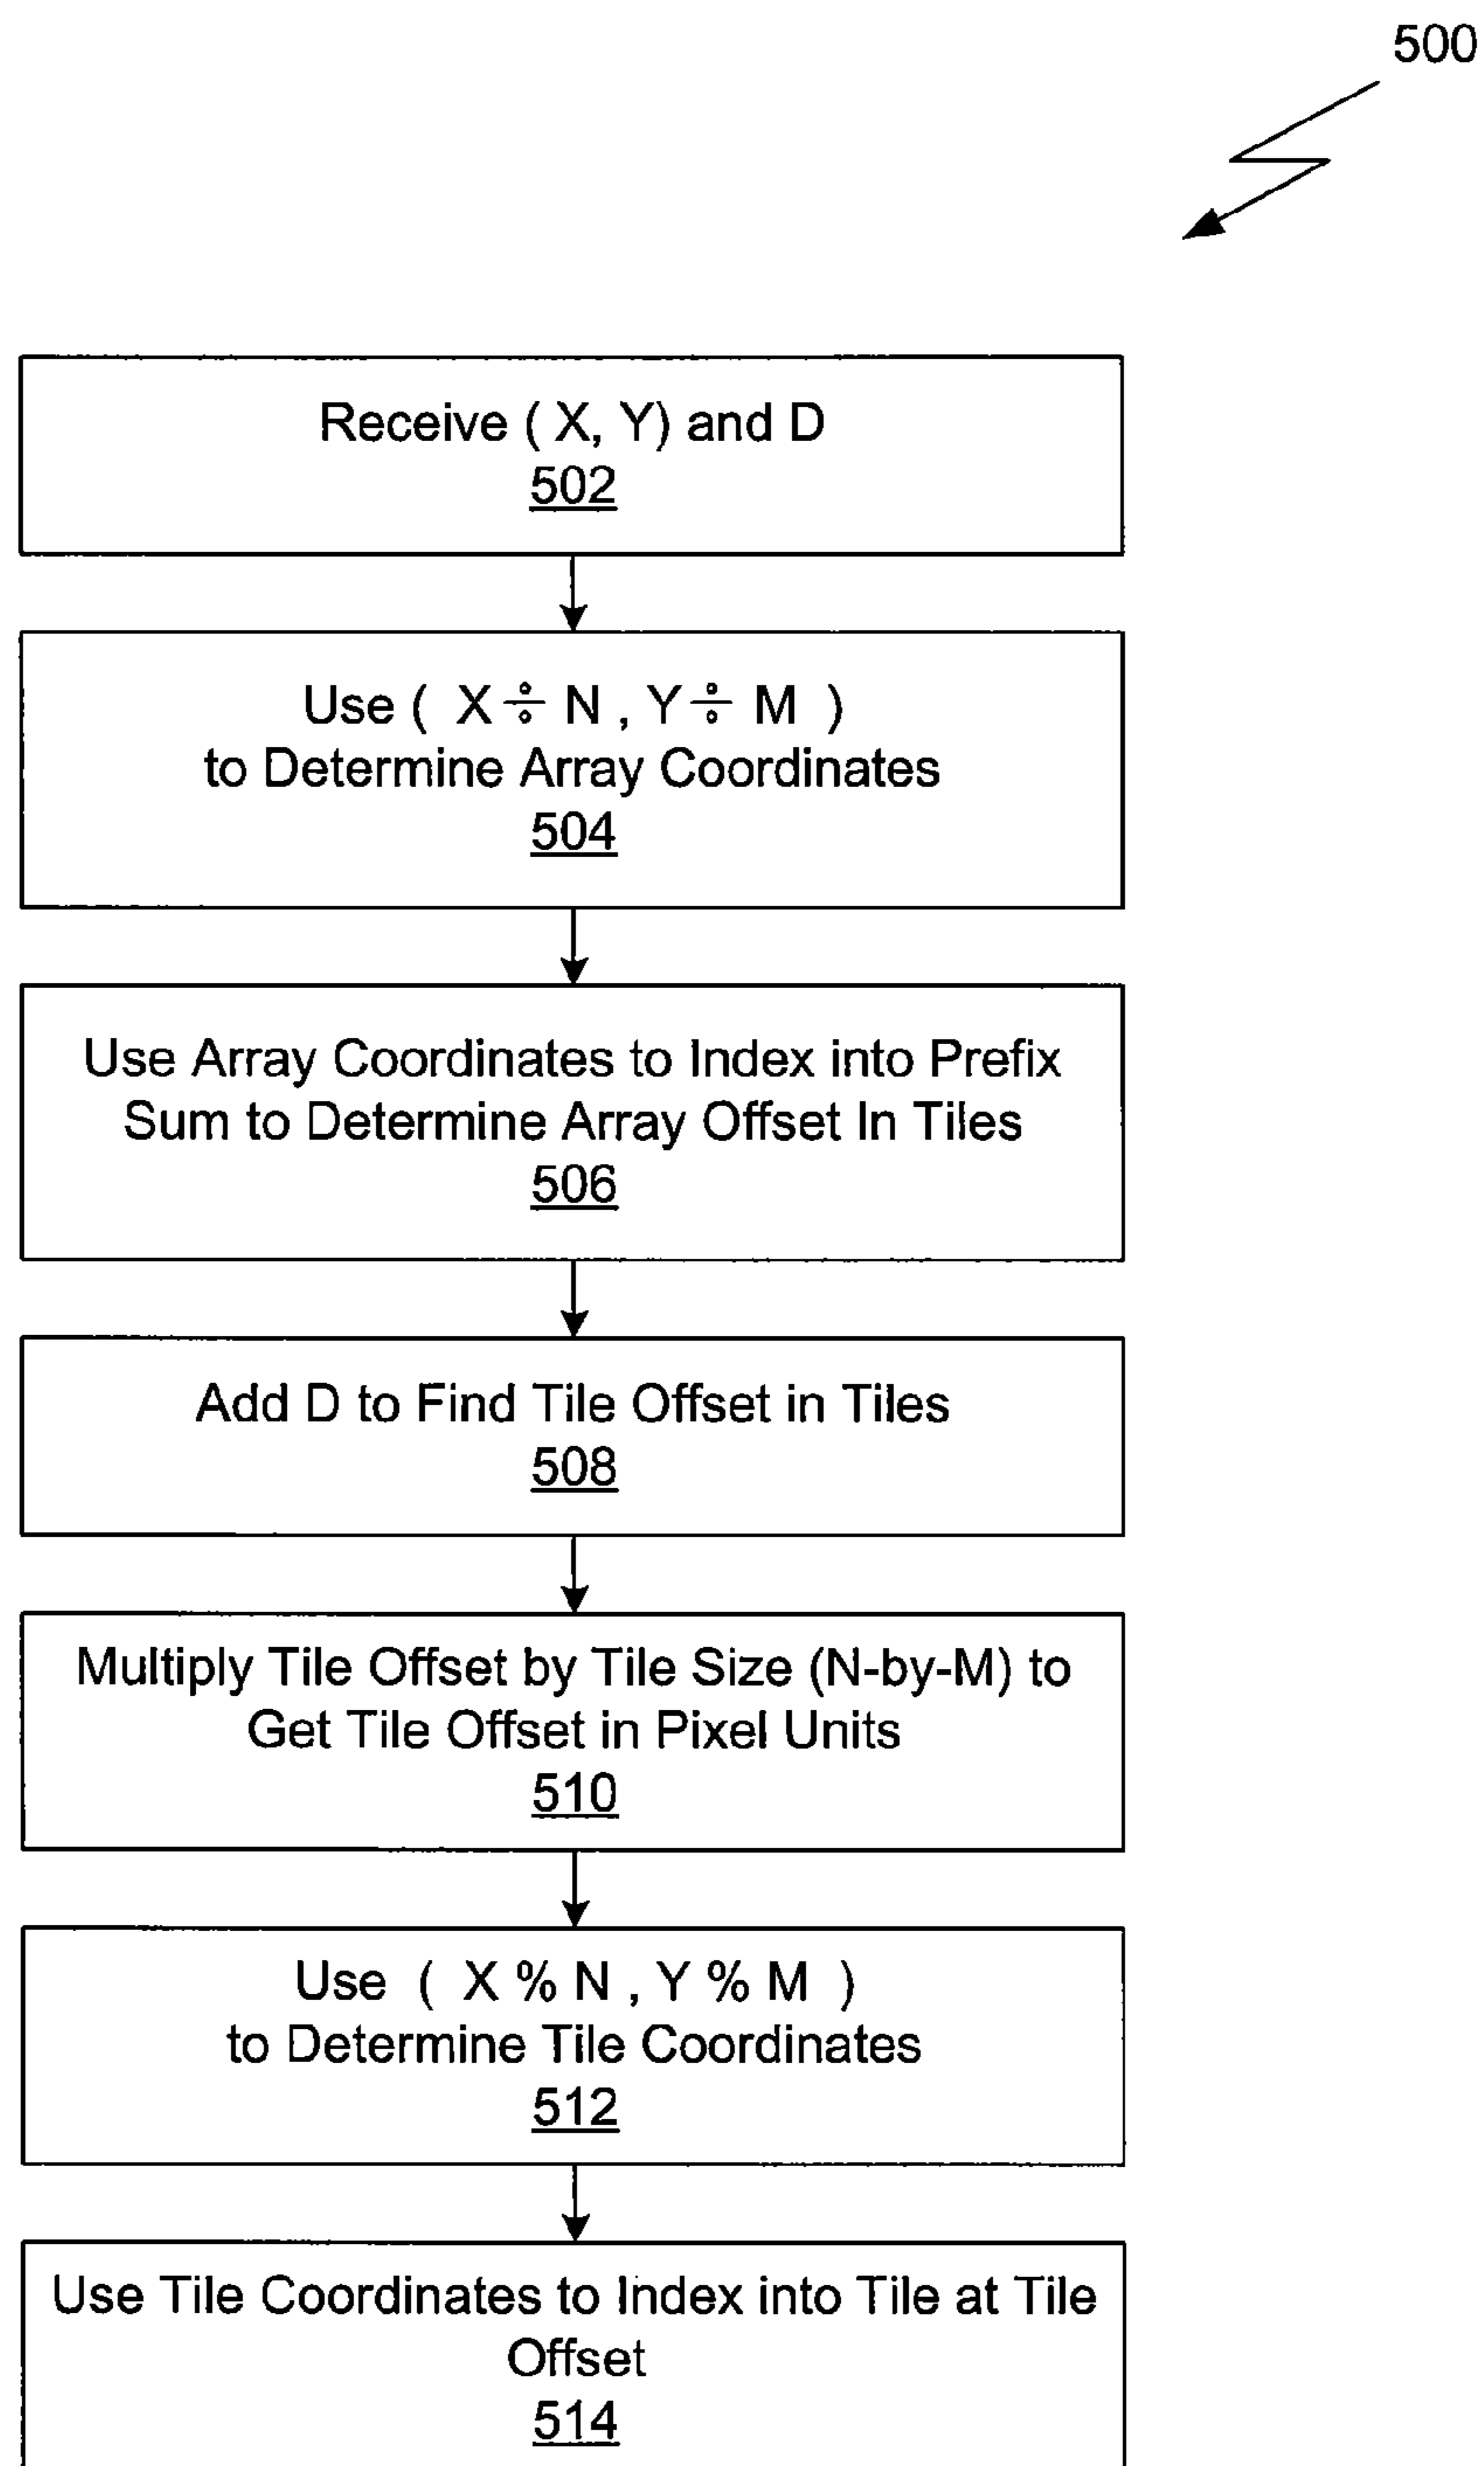 500
Receive ( X, Y) and D
502
Use ( X ÷ N , Y ÷ M )
to Determine Array Coordinates
504
Use Array Coordinates to Index into Prefix
Sum to Determine Array Offset In Tiles
506
Add D to Find Tile Offset in Tiles
508
Multiply Tile Offset by Tile Size (N-by-M) to
Get Tile Offset in Pixel Units
510
Use ( X % N , Y % M )
to Determine Tile Coordinates
512
Use Tile Coordinates to Index into Tile at Tile
Offset
514